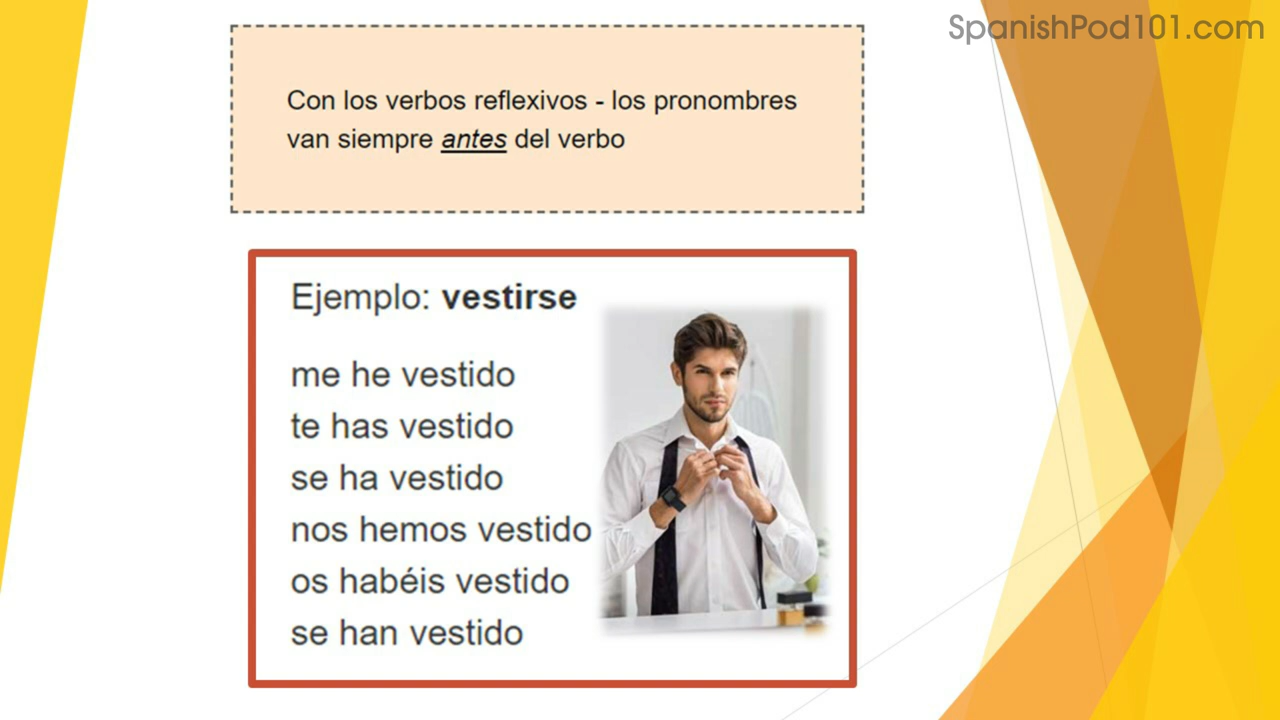 SpanishPod101.com
Con los verbos reflexivos - los pronombres
van siempre antes del verbo
Ejemplo: vestirse
me he vestido
te has vestido
se ha vestido
nos hemos vestido
os habéis vestido
se han vestido